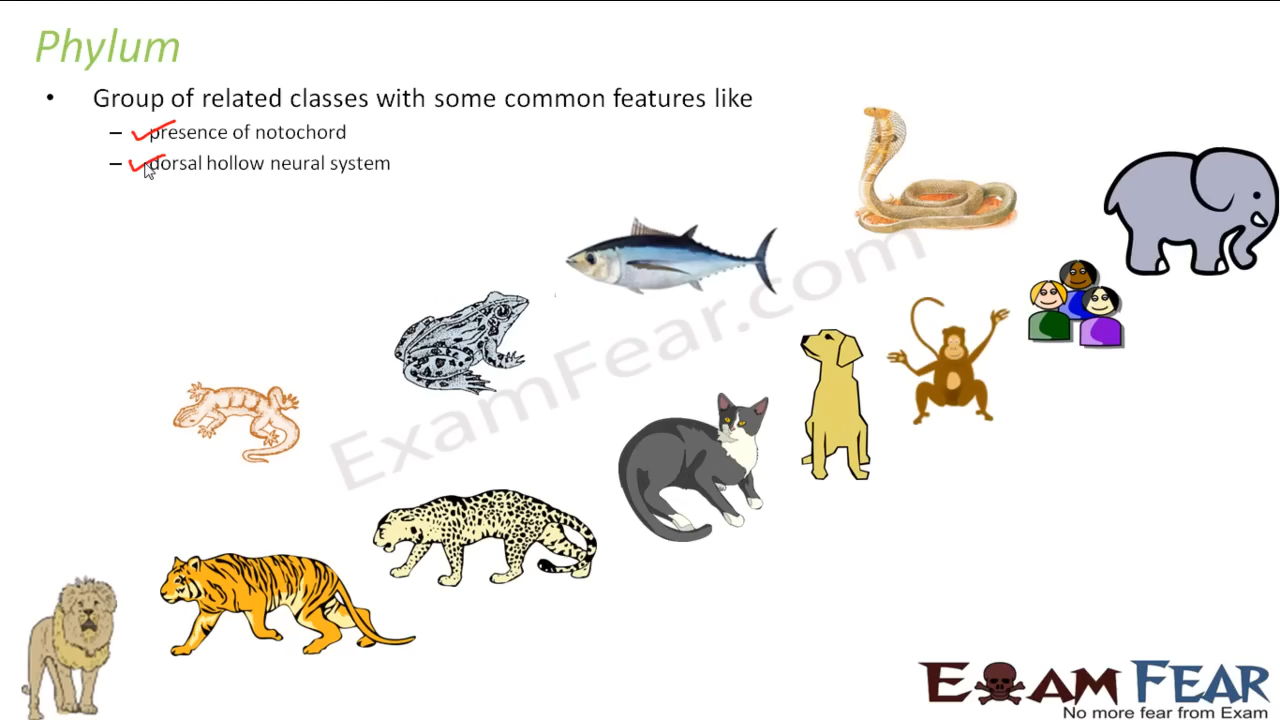 Phylum
• Group of related classes with some common features like
– presence of notochord
– dorsal hollow neural system
ExamFear.com
EXAM FEAR
No more fear from Exam